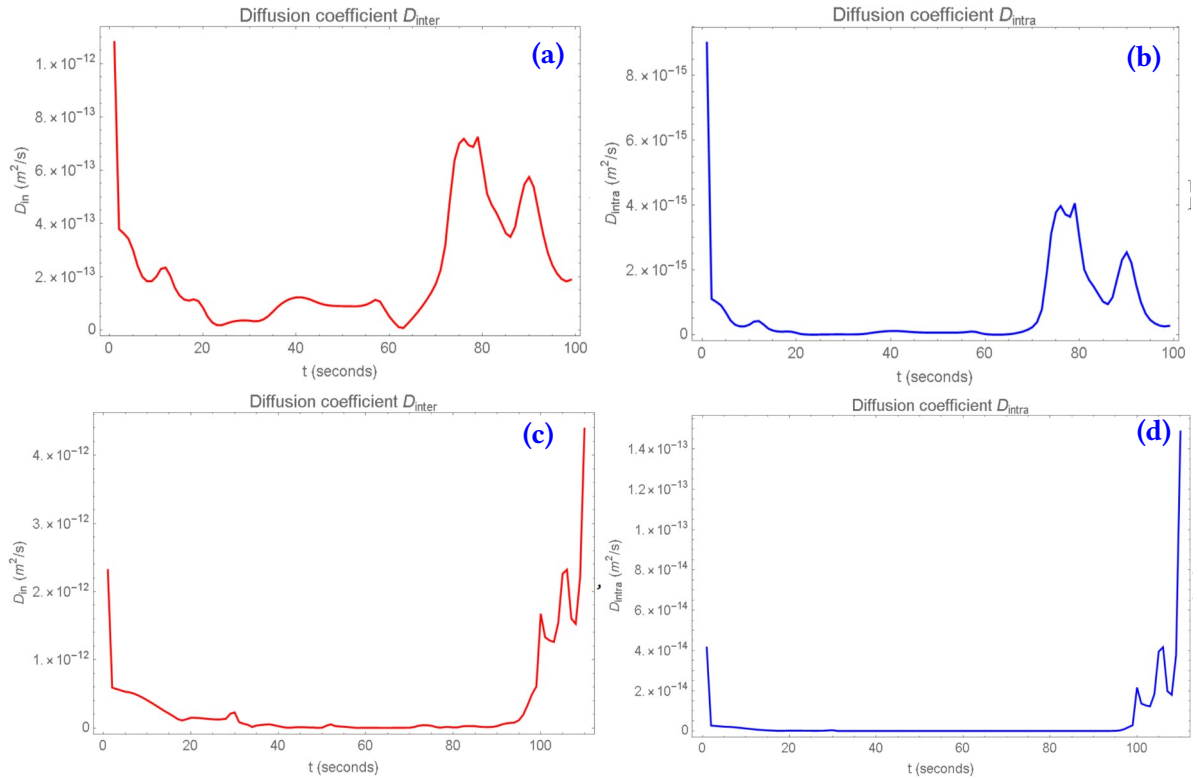 Diffusion coefficient D_inter
(a)
D_in (m²/s)
1. × 10⁻¹²
8. × 10⁻¹³
6. × 10⁻¹³
4. × 10⁻¹³
2. × 10⁻¹³
0
0 20 40 60 80 100
t (seconds)
Diffusion coefficient D_intra
(b)
D_intra (m²/s)
8. × 10⁻¹⁵
6. × 10⁻¹⁵
4. × 10⁻¹⁵
2. × 10⁻¹⁵
0
0 20 40 60 80 100
t (seconds)
Diffusion coefficient D_inter
(c)
D_in (m²/s)
4. × 10⁻¹²
3. × 10⁻¹²
2. × 10⁻¹²
1. × 10⁻¹²
0
0 20 40 60 80 100
t (seconds)
,
Diffusion coefficient D_intra
(d)
D_intra (m²/s)
1.4 × 10⁻¹³
1.2 × 10⁻¹³
1. × 10⁻¹³
8. × 10⁻¹⁴
6. × 10⁻¹⁴
4. × 10⁻¹⁴
2. × 10⁻¹⁴
0
0 20 40 60 80 100
t (seconds)